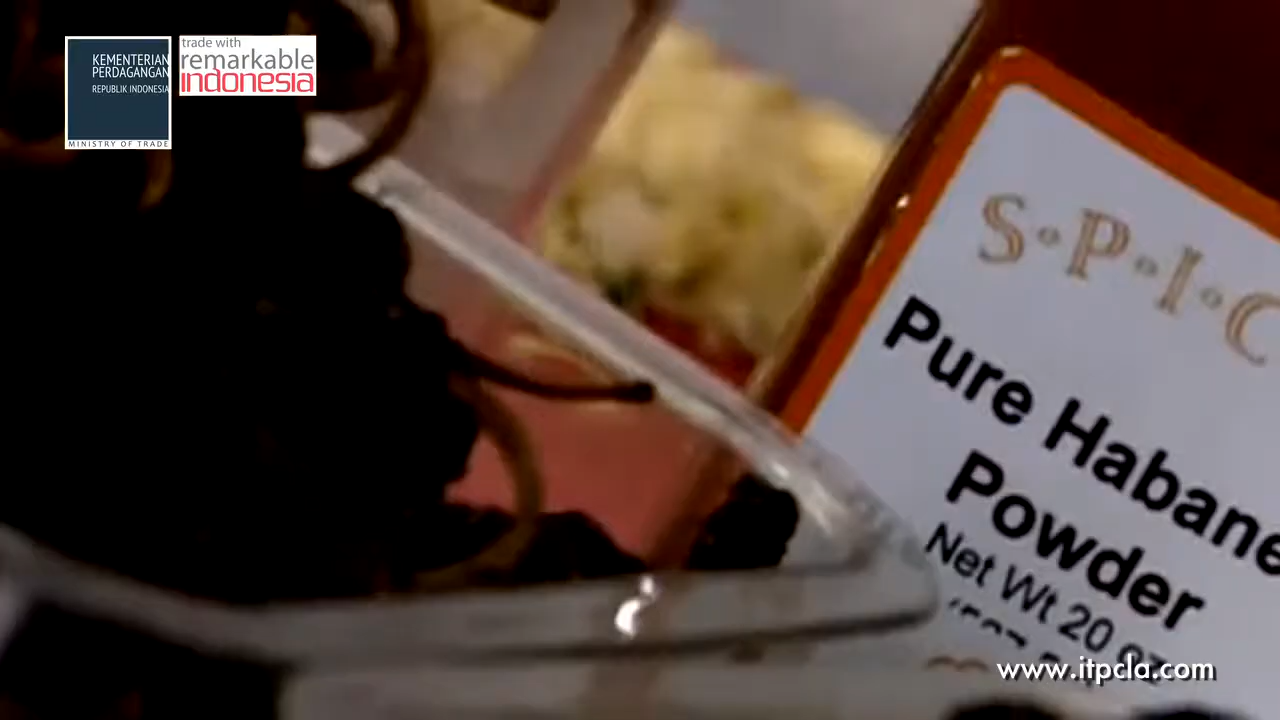 KEMENTERIAN
PERDAGANGAN
REPUBLIK INDONESIA
MINISTRY OF TRADE
trade with
remarkable
indonesia
S·P·I·C
Pure Habane
Powder
Net Wt 20 oz
www.itpcla.com